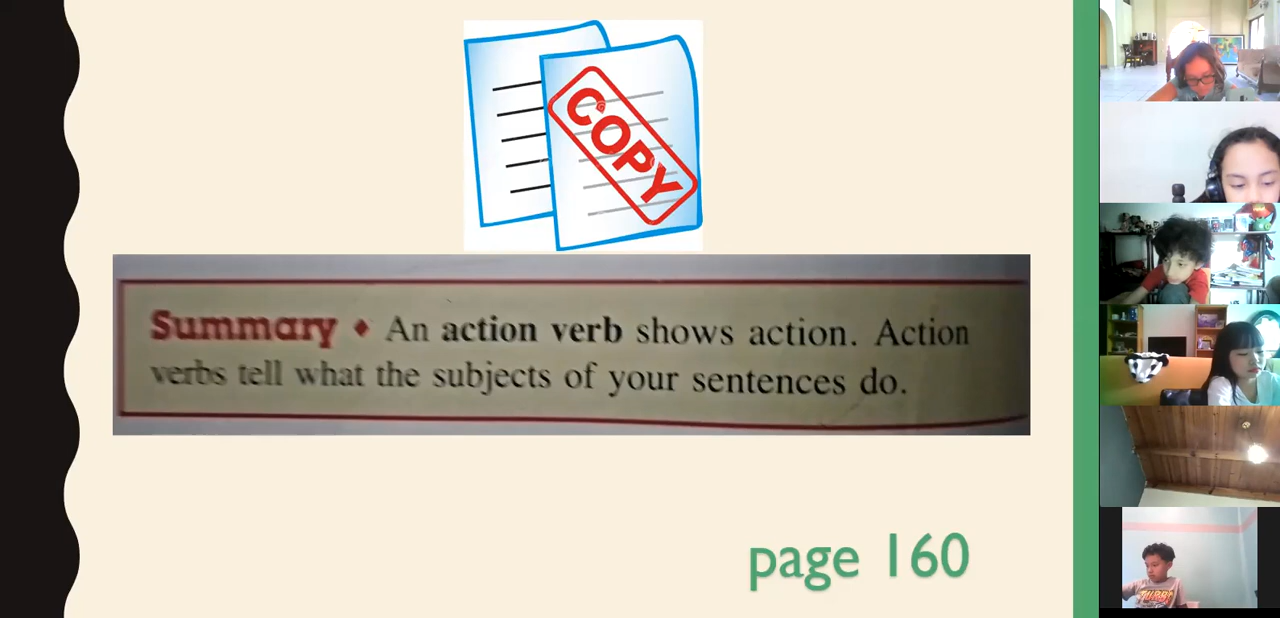 COPY
Summary ♦ An action verb shows action. Action
verbs tell what the subjects of your sentences do.
page 160